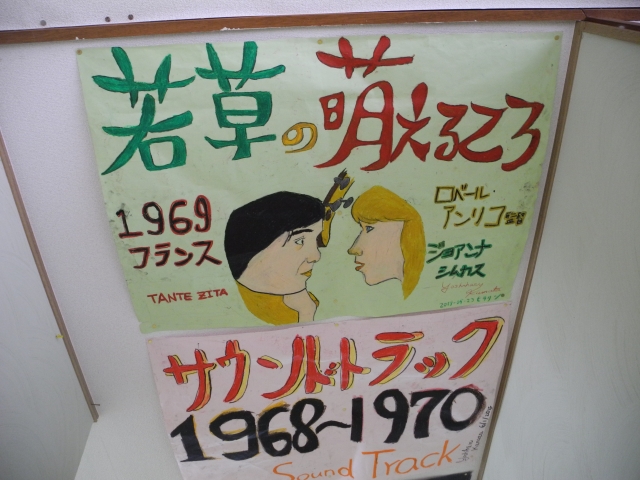 若草の萌えるころ
1969
フランス
TANTE ZITA
ロベール・
アンリコ
ジョアンナ
シムカス
サウンドトラック
1968〜1970
Sound Track